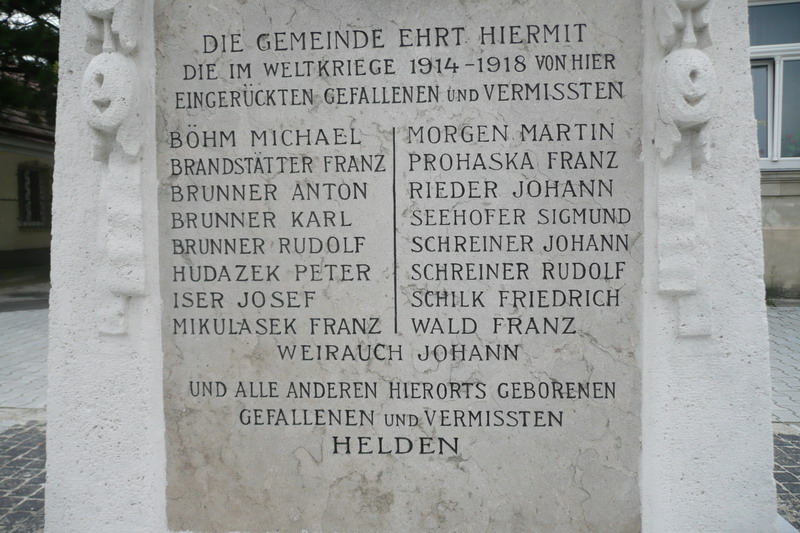 DIE GEMEINDE EHRT HIERMIT
DIE IM WELTKRIEGE 1914-1918 VON HIER
EINGERÜCKTEN GEFALLENEN UND VERMISSTEN
BÖHM MICHAEL
BRANDSTÄTTER FRANZ
BRUNNER ANTON
BRUNNER KARL
BRUNNER RUDOLF
HUDAZEK PETER
ISER JOSEF
MIKULASEK FRANZ
MORGEN MARTIN
PROHASKA FRANZ
RIEDER JOHANN
SEEHOFER SIGMUND
SCHREINER JOHANN
SCHREINER RUDOLF
SCHILK FRIEDRICH
WALD FRANZ
WEIRAUCH JOHANN
UND ALLE ANDEREN HIERORTS GEBORENEN
GEFALLENEN UND VERMISSTEN
HELDEN